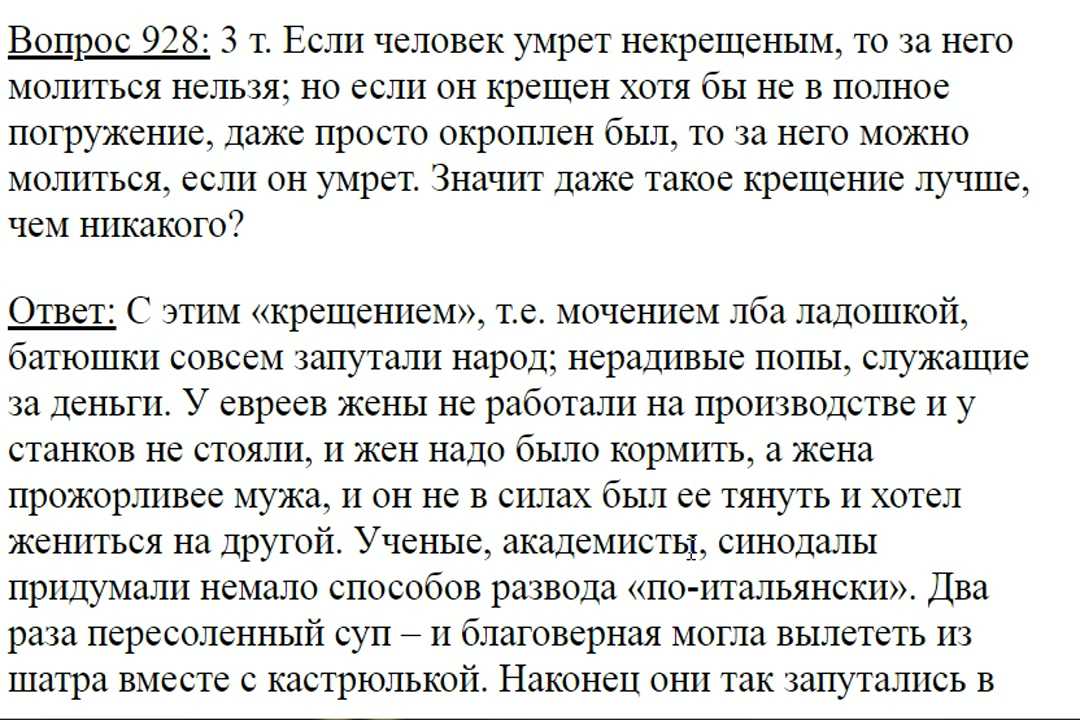 Вопрос 928: 3 т. Если человек умрет некрещеным, то за него
молиться нельзя; но если он крещен хотя бы не в полное
погружение, даже просто окроплен был, то за него можно
молиться, если он умрет. Значит даже такое крещение лучше,
чем никакого?
Ответ: С этим «крещением», т.е. мочением лба ладошкой,
батюшки совсем запутали народ; нерадивые попы, служащие
за деньги. У евреев жены не работали на производстве и у
станков не стояли, и жен надо было кормить, а жена
прожорливее мужа, и он не в силах был ее тянуть и хотел
жениться на другой. Ученые, академисты, синодалы
придумали немало способов развода «по-итальянски». Два
раза пересоленный суп – и благоверная могла вылететь из
шатра вместе с кастрюлькой. Наконец они так запутались в